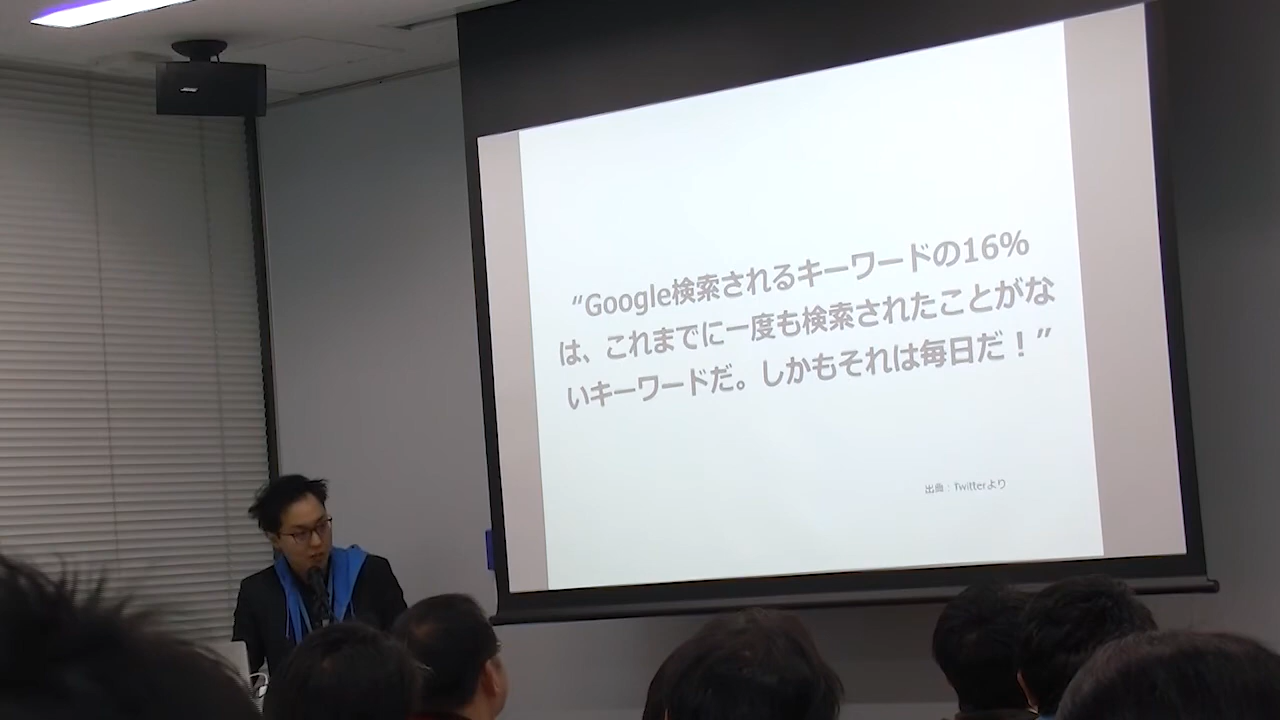 BOSE
“Google検索されるキーワードの16%
は、これまでに一度も検索されたことがな
いキーワードだ。しかもそれは毎日だ！”
出典：Twitterより